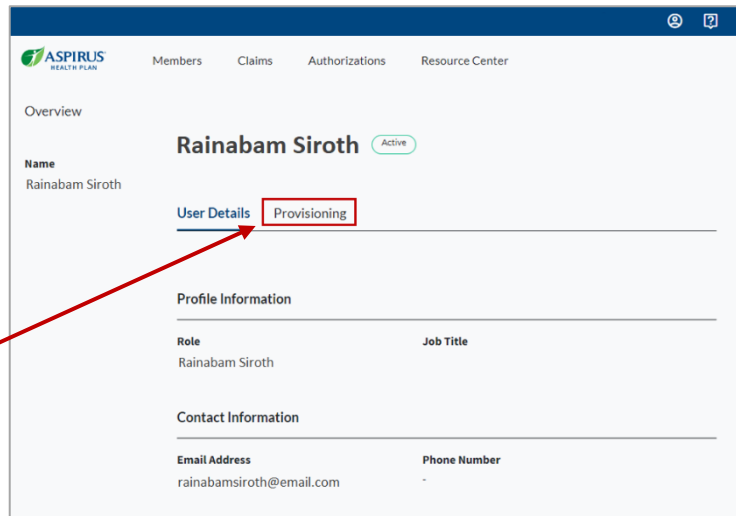 ASPIRUS
HEALTH PLAN
Members Claims Authorizations Resource Center
Overview
Rainabam Siroth Active
Name
Rainabam Siroth
User Details Provisioning
Profile Information
Role Job Title
Rainabam Siroth
Contact Information
Email Address Phone Number
rainabamsiroth@email.com -